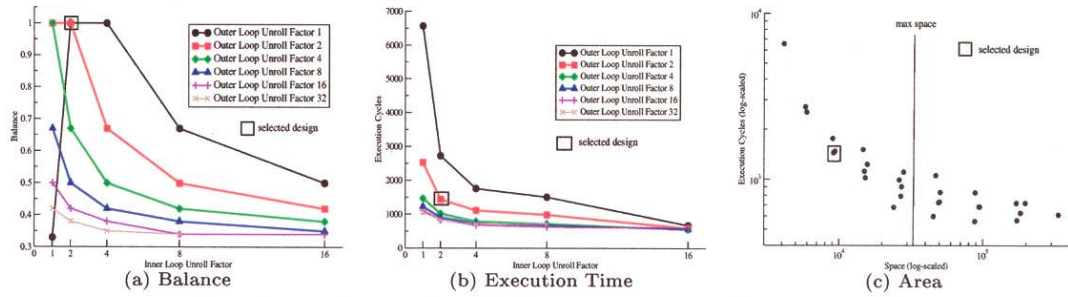 Balance
1
0.9
0.8
0.7
0.6
0.5
0.4
0.3
1 2 4 8 16
Inner Loop Unroll Factor
Outer Loop Unroll Factor 1
Outer Loop Unroll Factor 2
Outer Loop Unroll Factor 4
Outer Loop Unroll Factor 8
Outer Loop Unroll Factor 16
Outer Loop Unroll Factor 32
selected design
(a) Balance
Execution Cycles
7000
6000
5000
4000
3000
2000
1000
0
1 2 4 8 16
Inner Loop Unroll Factor
Outer Loop Unroll Factor 1
Outer Loop Unroll Factor 2
Outer Loop Unroll Factor 4
Outer Loop Unroll Factor 8
Outer Loop Unroll Factor 16
Outer Loop Unroll Factor 32
selected design
(b) Execution Time
Execution Cycles (log-scaled)
10⁴
10³
max space
selected design
10⁴ 10⁵
Space (log-scaled)
(c) Area